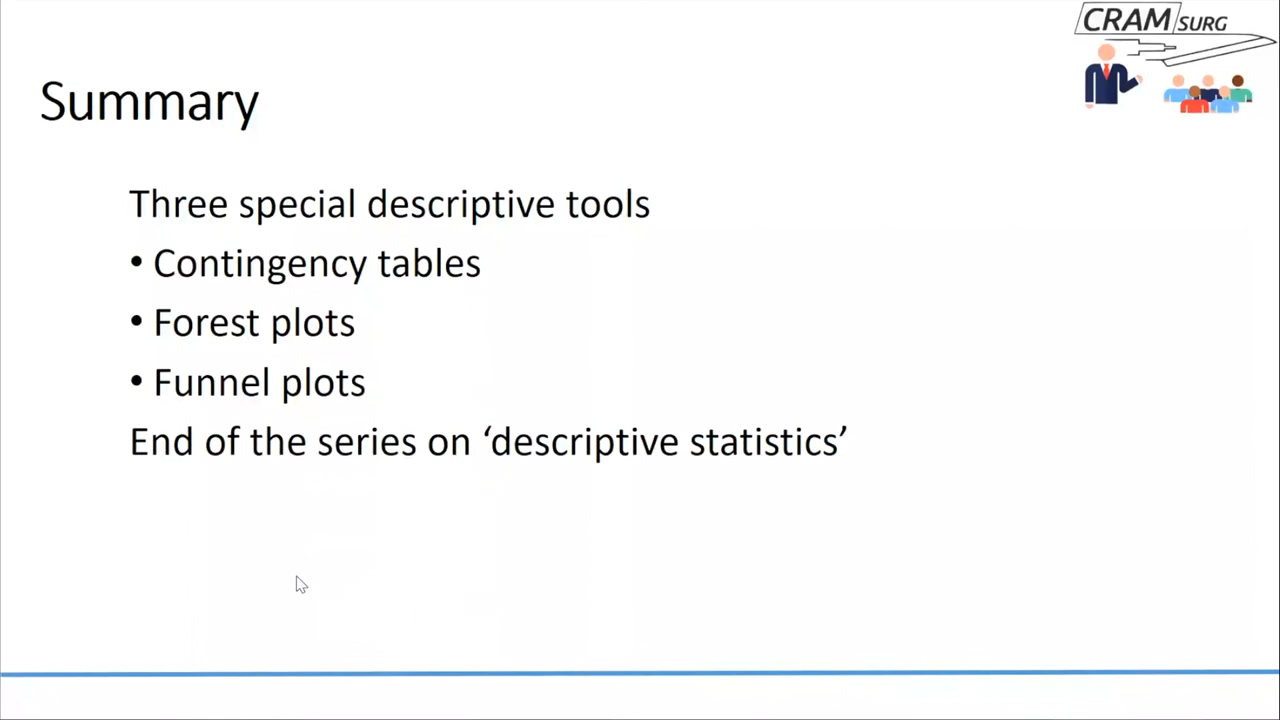 CRAM SURG
Summary
Three special descriptive tools
• Contingency tables
• Forest plots
• Funnel plots
End of the series on ‘descriptive statistics’